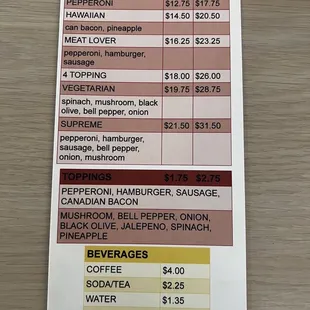 PEPPERONI $12.75 $17.75
HAWAIIAN $14.50 $20.50
can bacon, pineapple
MEAT LOVER $16.25 $23.25
pepperoni, hamburger,
sausage
4 TOPPING $18.00 $26.00
VEGETARIAN $19.75 $28.75
spinach, mushroom, black
olive, bell pepper, onion
SUPREME $21.50 $31.50
pepperoni, hamburger,
sausage, bell pepper,
onion, mushroom
TOPPINGS $1.75 $2.75
PEPPERONI, HAMBURGER, SAUSAGE,
CANADIAN BACON
MUSHROOM, BELL PEPPER, ONION,
BLACK OLIVE, JALEPENO, SPINACH,
PINEAPPLE
BEVERAGES
COFFEE $4.00
SODA/TEA $2.25
WATER $1.35